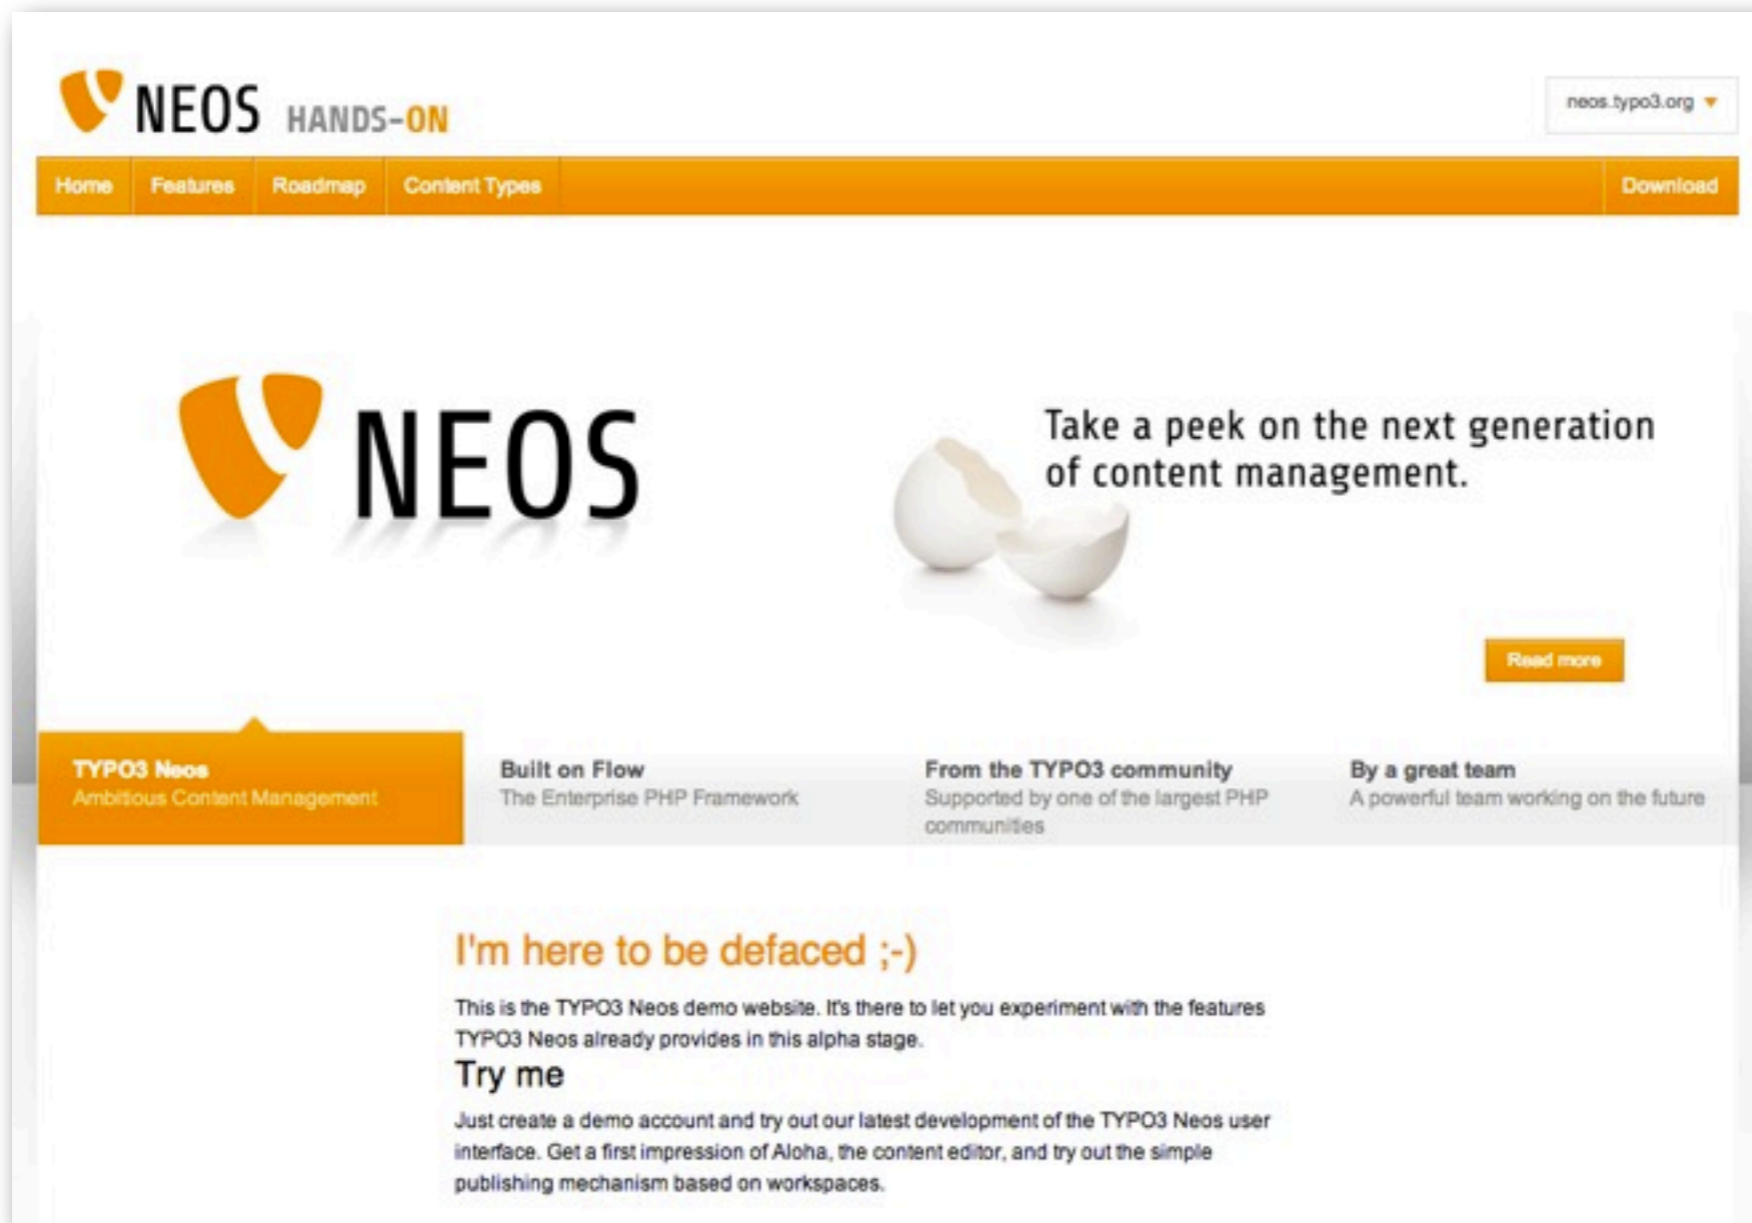 NEOS HANDS-ON
neos.typo3.org
Home Features Roadmap Content Types Download
NEOS
Take a peek on the next generation
of content management.
Read more
TYPO3 Neos
Ambitious Content Management
Built on Flow
The Enterprise PHP Framework
From the TYPO3 community
Supported by one of the largest PHP
communities
By a great team
A powerful team working on the future
I'm here to be defaced ;-)
This is the TYPO3 Neos demo website. It's there to let you experiment with the features
TYPO3 Neos already provides in this alpha stage.
Try me
Just create a demo account and try out our latest development of the TYPO3 Neos user
interface. Get a first impression of Aloha, the content editor, and try out the simple
publishing mechanism based on workspaces.